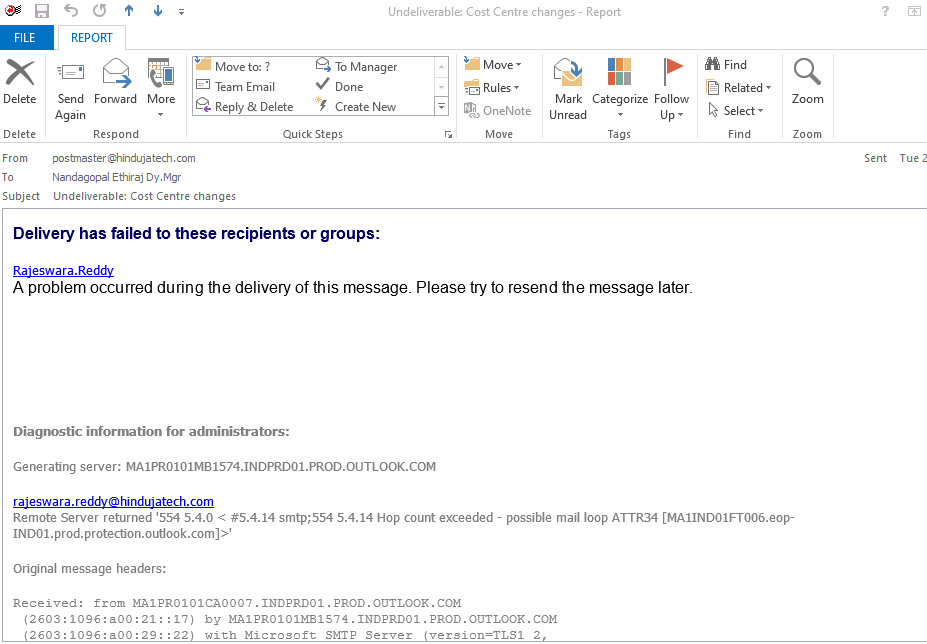 Undeliverable: Cost Centre changes - Report
?
FILE
REPORT
Delete
Send Again
Forward
More
Move to: ?
Team Email
Reply & Delete
To Manager
Done
Create New
Move
Rules
OneNote
Mark Unread
Categorize
Follow Up
Find
Related
Select
Zoom
Delete
Respond
Quick Steps
Move
Tags
Find
Zoom
From postmaster@hindujatech.com Sent Tue 2
To Nandagopal Ethiraj Dy.Mgr
Subject Undeliverable: Cost Centre changes
Delivery has failed to these recipients or groups:
Rajeswara.Reddy
A problem occurred during the delivery of this message. Please try to resend the message later.
Diagnostic information for administrators:
Generating server: MA1PR0101MB1574.INDPRD01.PROD.OUTLOOK.COM
rajeswara.reddy@hindujatech.com
Remote Server returned '554 5.4.0 < #5.4.14 smtp;554 5.4.14 Hop count exceeded - possible mail loop ATTR34 [MA1IND01FT006.eop-
IND01.prod.protection.outlook.com]>'
Original message headers:
Received: from MA1PR0101CA0007.INDPRD01.PROD.OUTLOOK.COM
(2603:1096:a00:21::17) by MA1PR0101MB1574.INDPRD01.PROD.OUTLOOK.COM
(2603:1096:a00:29::22) with Microsoft SMTP Server (version=TLS1_2,